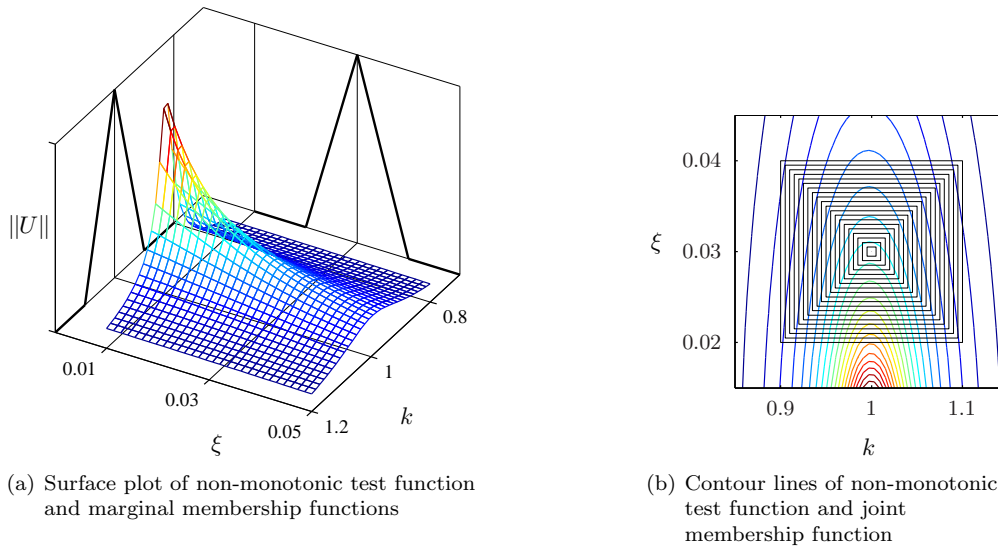 ‖U‖
0.01
0.03
0.05
ξ
0.8
1
1.2
k
(a) Surface plot of non-monotonic test function
and marginal membership functions
0.04
0.03
0.02
ξ
0.9
1
1.1
k
(b) Contour lines of non-monotonic
test function and joint
membership function